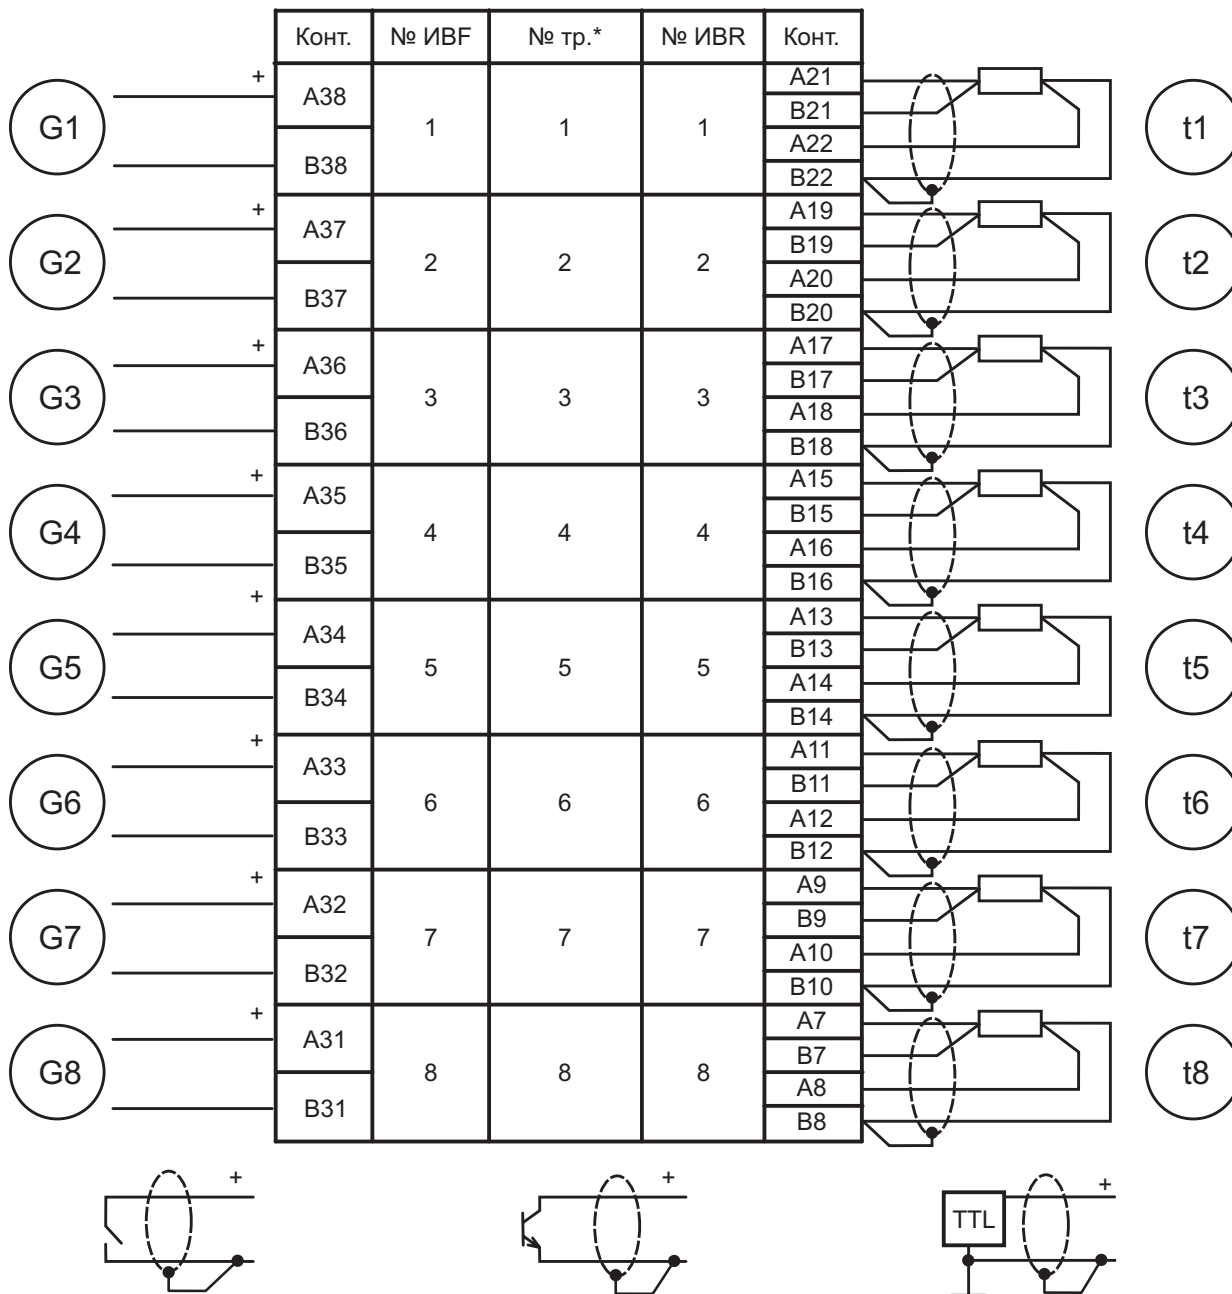 Конт. № ИВF № тр.* № ИВR Конт.
G1 + A38 B38 1 1 1 A21 B21 A22 B22 t1
G2 + A37 B37 2 2 2 A19 B19 A20 B20 t2
G3 + A36 B36 3 3 3 A17 B17 A18 B18 t3
G4 + A35 B35 4 4 4 A15 B15 A16 B16 t4
G5 + A34 B34 5 5 5 A13 B13 A14 B14 t5
G6 + A33 B33 6 6 6 A11 B11 A12 B12 t6
G7 + A32 B32 7 7 7 A9 B9 A10 B10 t7
G8 + A31 B31 8 8 8 A7 B7 A8 B8 t8
+ + +
TTL